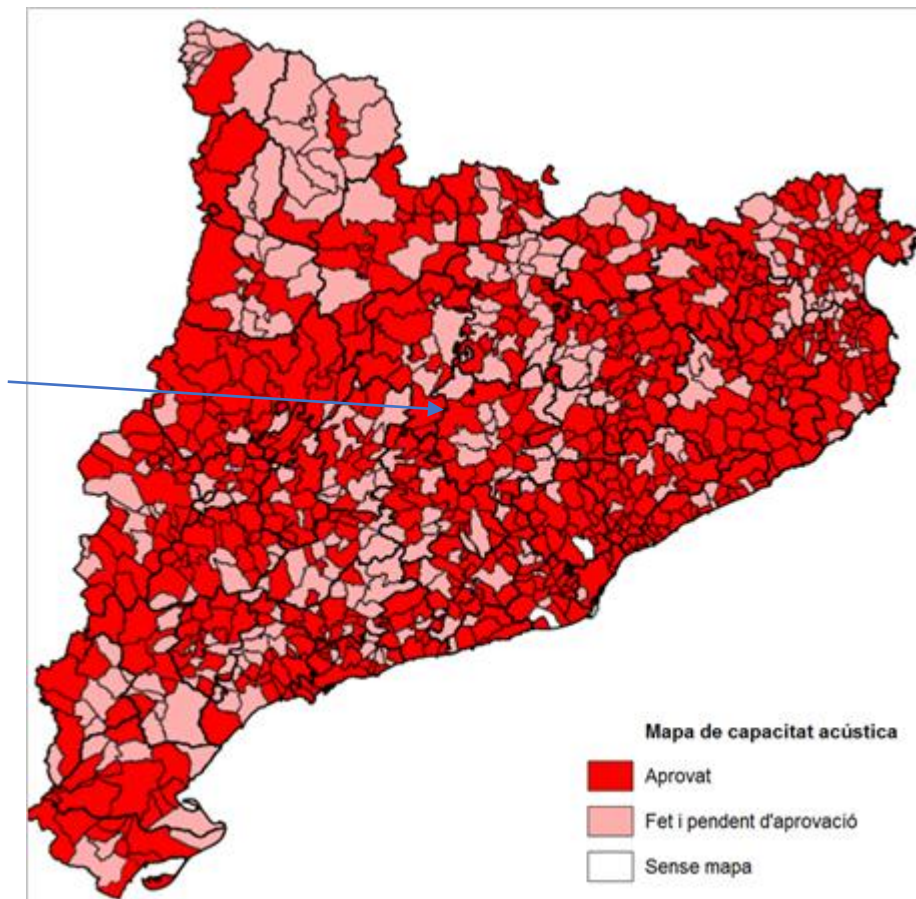 Mapa de capacitat acústica
Aprovat
Fet i pendent d'aprovació
Sense mapa